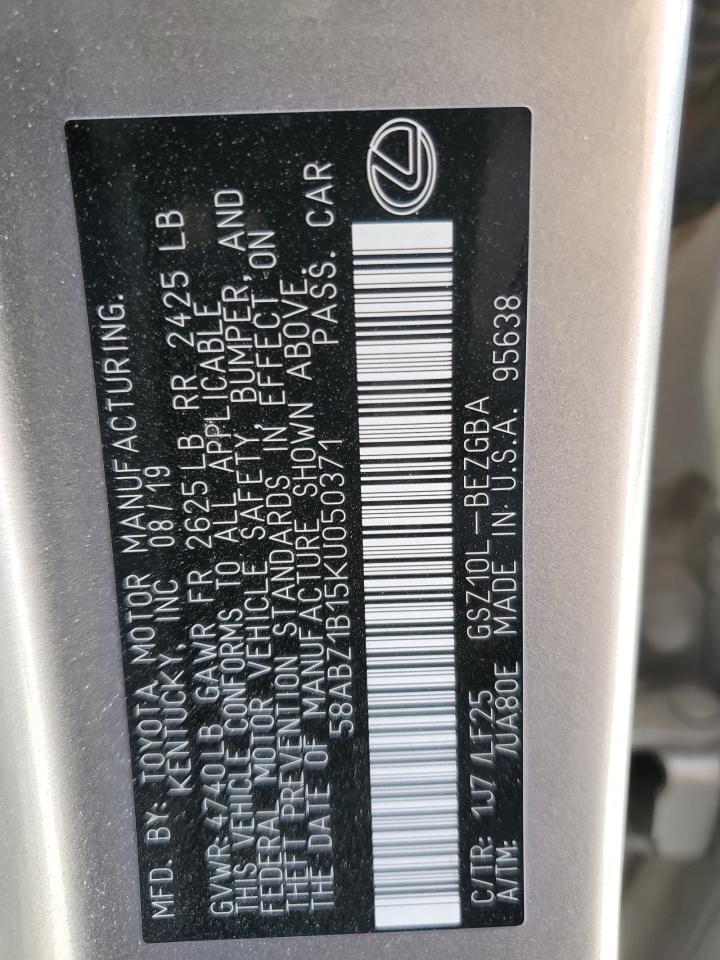 MFD. BY: TOYOTA MOTOR MANUFACTURING.
KENTUCKY. INC 08/19
GVWR 4740LB GAWR FR 2625LB RR 2425 LB
THIS VEHICLE CONFORMS TO ALL APPLICABLE
FEDERAL MOTOR VEHICLE SAFETY, BUMPER, AND
THEFT PREVENTION STANDARDS IN EFFECT ON
THE DATE OF MANUFACTURE SHOWN ABOVE.
58ABZ1B15KU050371 PASS. CAR
C/TR: 1J7/LF25 GSZ10L-BEZGBA
A/TM: /UA80E MADE IN U.S.A. 95638